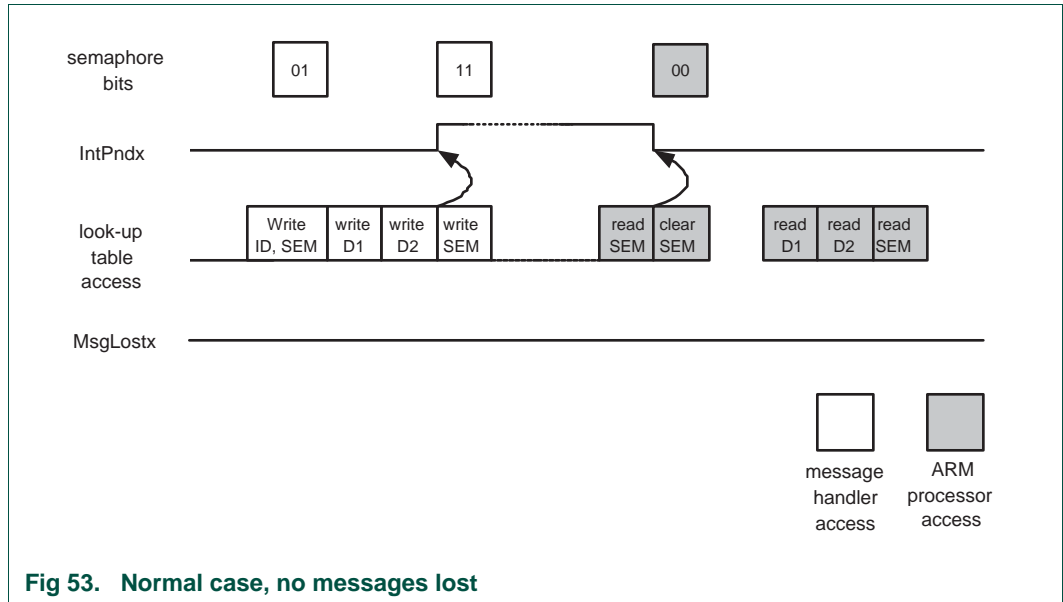 semaphore
bits
01
11
00
IntPndx
look-up
table
access
Write
ID, SEM
write
D1
write
D2
write
SEM
read
SEM
clear
SEM
read
D1
read
D2
read
SEM
MsgLostx
message
handler
access
ARM
processor
access
Fig 53. Normal case, no messages lost